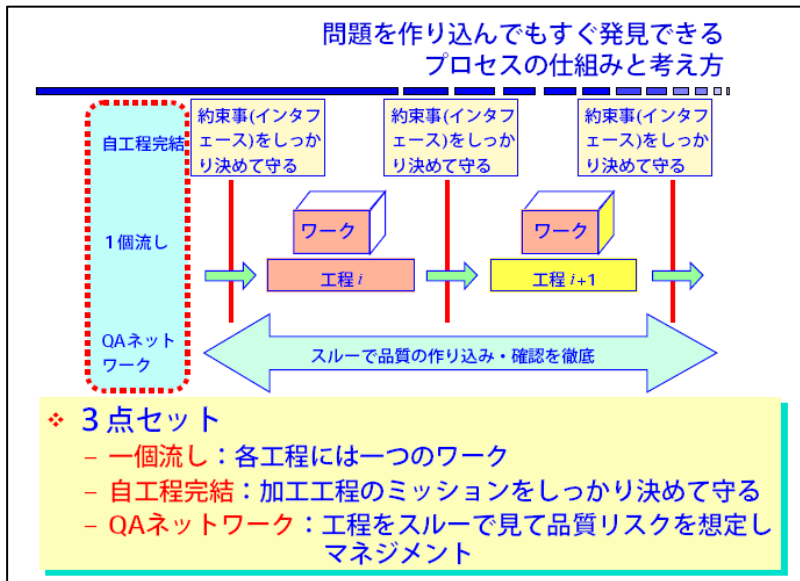 問題を作り込んでもすぐ発見できる
プロセスの仕組みと考え方
自工程完結
1個流し
QAネット
ワーク
約束事(インタフ
ェース)をしっか
り決めて守る
約束事(インタフ
ェース)をしっか
り決めて守る
約束事(インタフ
ェース)をしっか
り決めて守る
ワーク
工程 i
ワーク
工程 i+1
スルーで品質の作り込み・確認を徹底
❖ 3点セット
– 一個流し：各工程には一つのワーク
– 自工程完結：加工工程のミッションをしっかり決めて守る
– QAネットワーク：工程をスルーで見て品質リスクを想定し
マネジメント